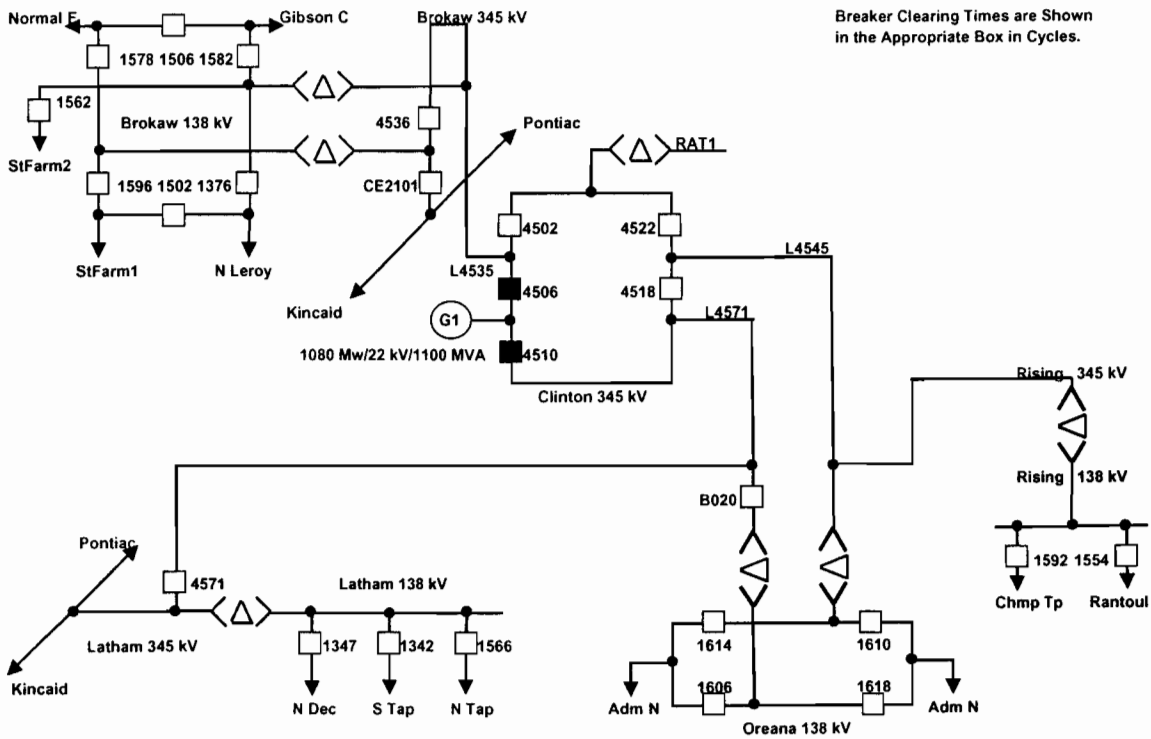 Normal E
Gibson C
Brokaw 345 kV
Breaker Clearing Times are Shown
in the Appropriate Box in Cycles.
1578 1506 1582
1562
Brokaw 138 kV
4536
Pontiac
StFarm2
RAT1
1596 1502 1376
CE2101
4502
4522
StFarm1
N Leroy
L4535
L4545
4506
4518
Kincaid
G1
L4571
1080 Mw/22 kV/1100 MVA
4510
Clinton 345 kV
Rising 345 kV
Rising 138 kV
B020
Pontiac
4571
Latham 138 kV
1592 1554
Chmp Tp
Rantoul
Latham 345 kV
1347
1342
1566
1614
1610
Kincaid
1606
1618
N Dec
S Tap
N Tap
Adm N
Adm N
Oreana 138 kV